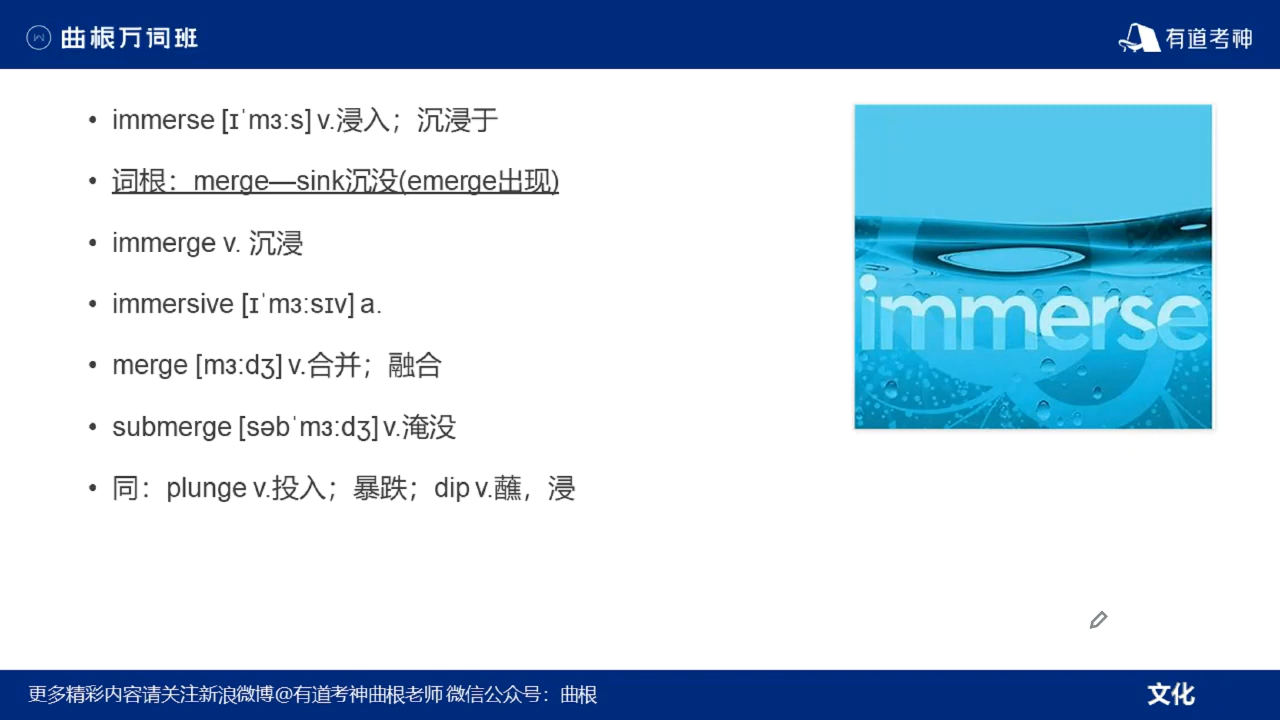 曲根万词班
有道考神
• immerse [ɪˈmɜːs] v.浸入；沉浸于
• 词根：merge—sink沉没(emerge出现)
• immerge v. 沉浸
• immersive [ɪˈmɜːsɪv] a.
• merge [mɜːdʒ] v.合并；融合
• submerge [səbˈmɜːdʒ] v.淹没
• 同：plunge v.投入；暴跌；dip v.蘸，浸
immerse
更多精彩内容请关注新浪微博@有道考神曲根老师 微信公众号：曲根
文化